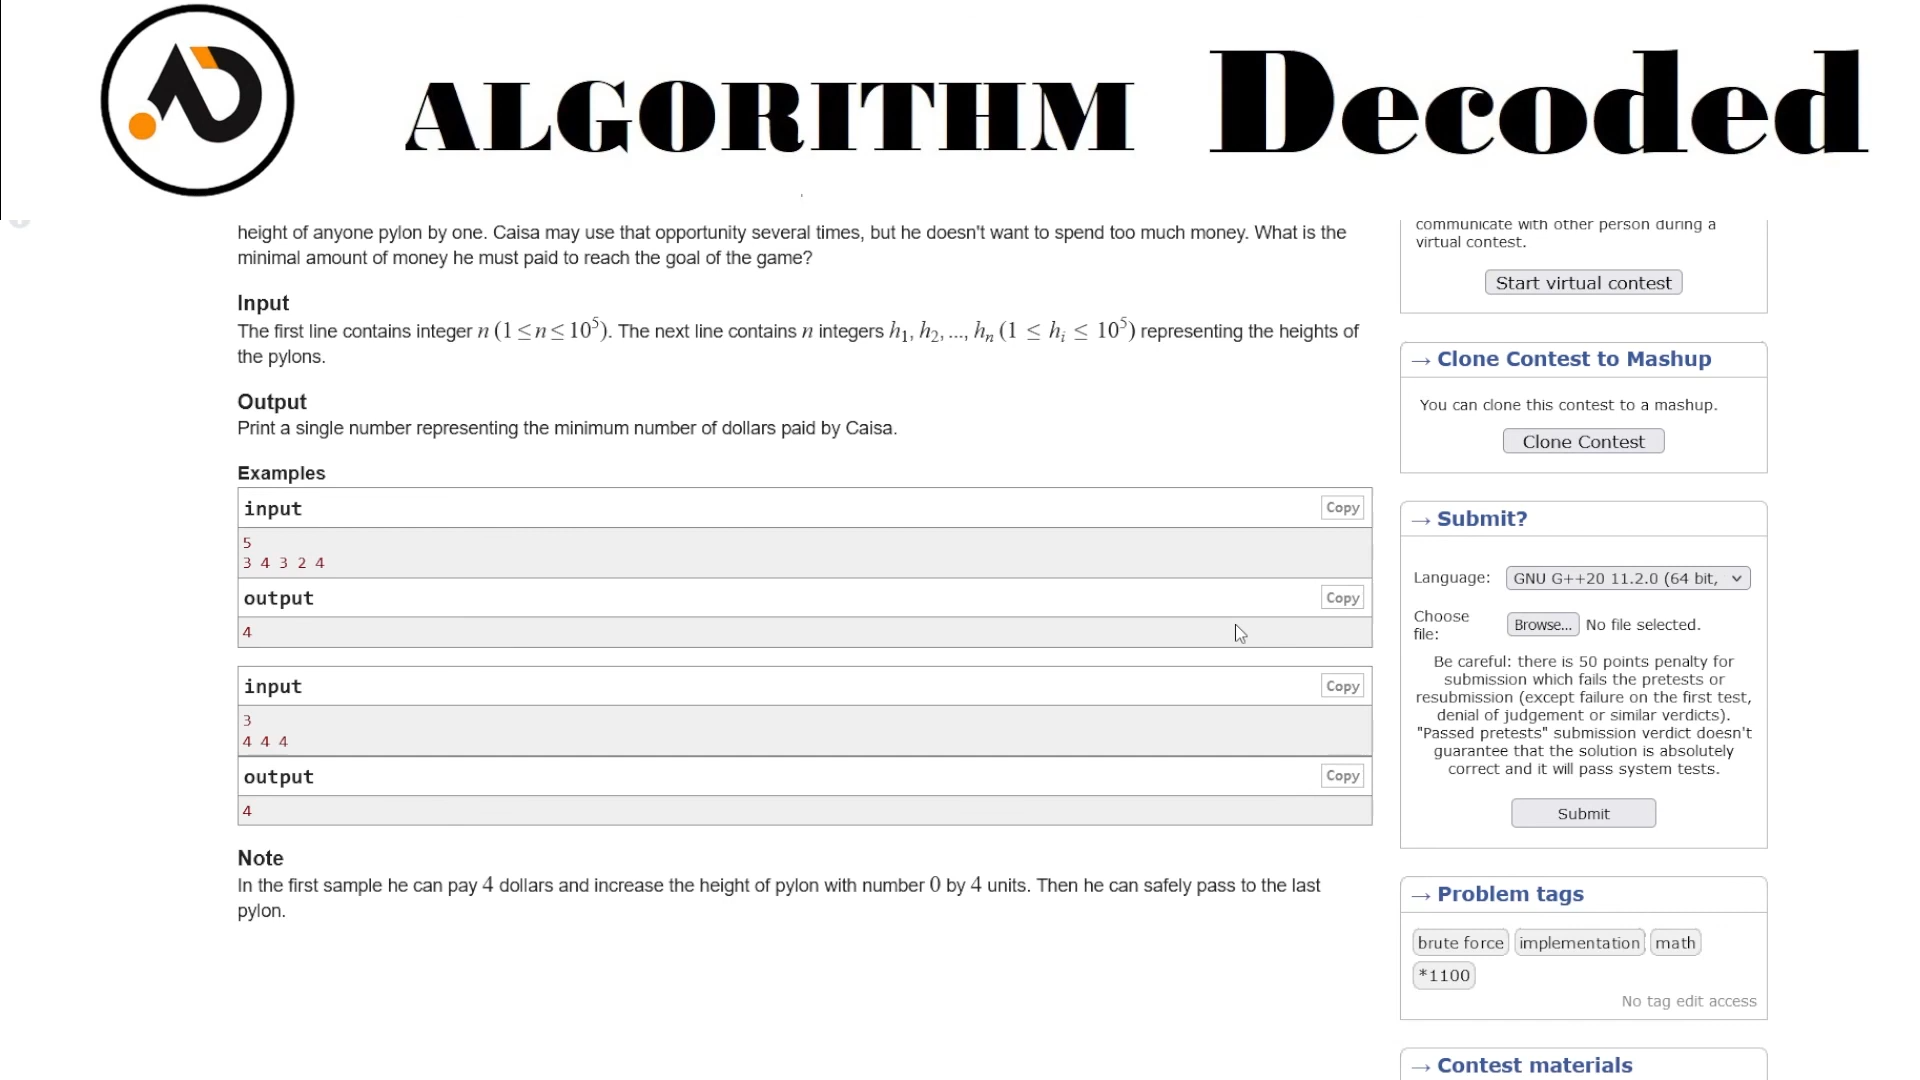 ALGORITHM Decoded
height of anyone pylon by one. Caisa may use that opportunity several times, but he doesn't want to spend too much money. What is the
minimal amount of money he must paid to reach the goal of the game?
Input
The first line contains integer n (1 ≤ n ≤ 10^5). The next line contains n integers h_1, h_2, ..., h_n (1 ≤ h_i ≤ 10^5) representing the heights of
the pylons.
Output
Print a single number representing the minimum number of dollars paid by Caisa.
Examples
input Copy
5
3 4 3 2 4
output Copy
4
input Copy
3
4 4 4
output Copy
4
Note
In the first sample he can pay 4 dollars and increase the height of pylon with number 0 by 4 units. Then he can safely pass to the last
pylon.
communicate with other person during a
virtual contest.
Start virtual contest
→ Clone Contest to Mashup
You can clone this contest to a mashup.
Clone Contest
→ Submit?
Language: GNU G++20 11.2.0 (64 bit,
Choose
file: Browse... No file selected.
Be careful: there is 50 points penalty for
submission which fails the pretests or
resubmission (except failure on the first test,
denial of judgement or similar verdicts).
"Passed pretests" submission verdict doesn't
guarantee that the solution is absolutely
correct and it will pass system tests.
Submit
→ Problem tags
brute force implementation math
*1100
No tag edit access
→ Contest materials